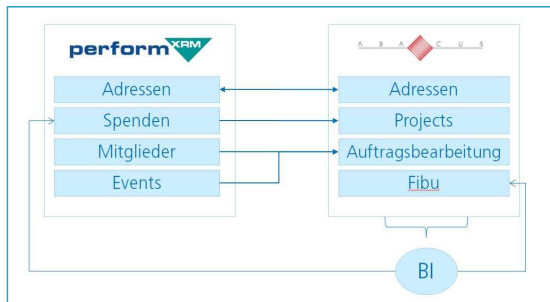 performXRM
ABACUS
Adressen
Adressen
Spenden
Projects
Mitglieder
Auftragsbearbeitung
Events
Fibu
BI